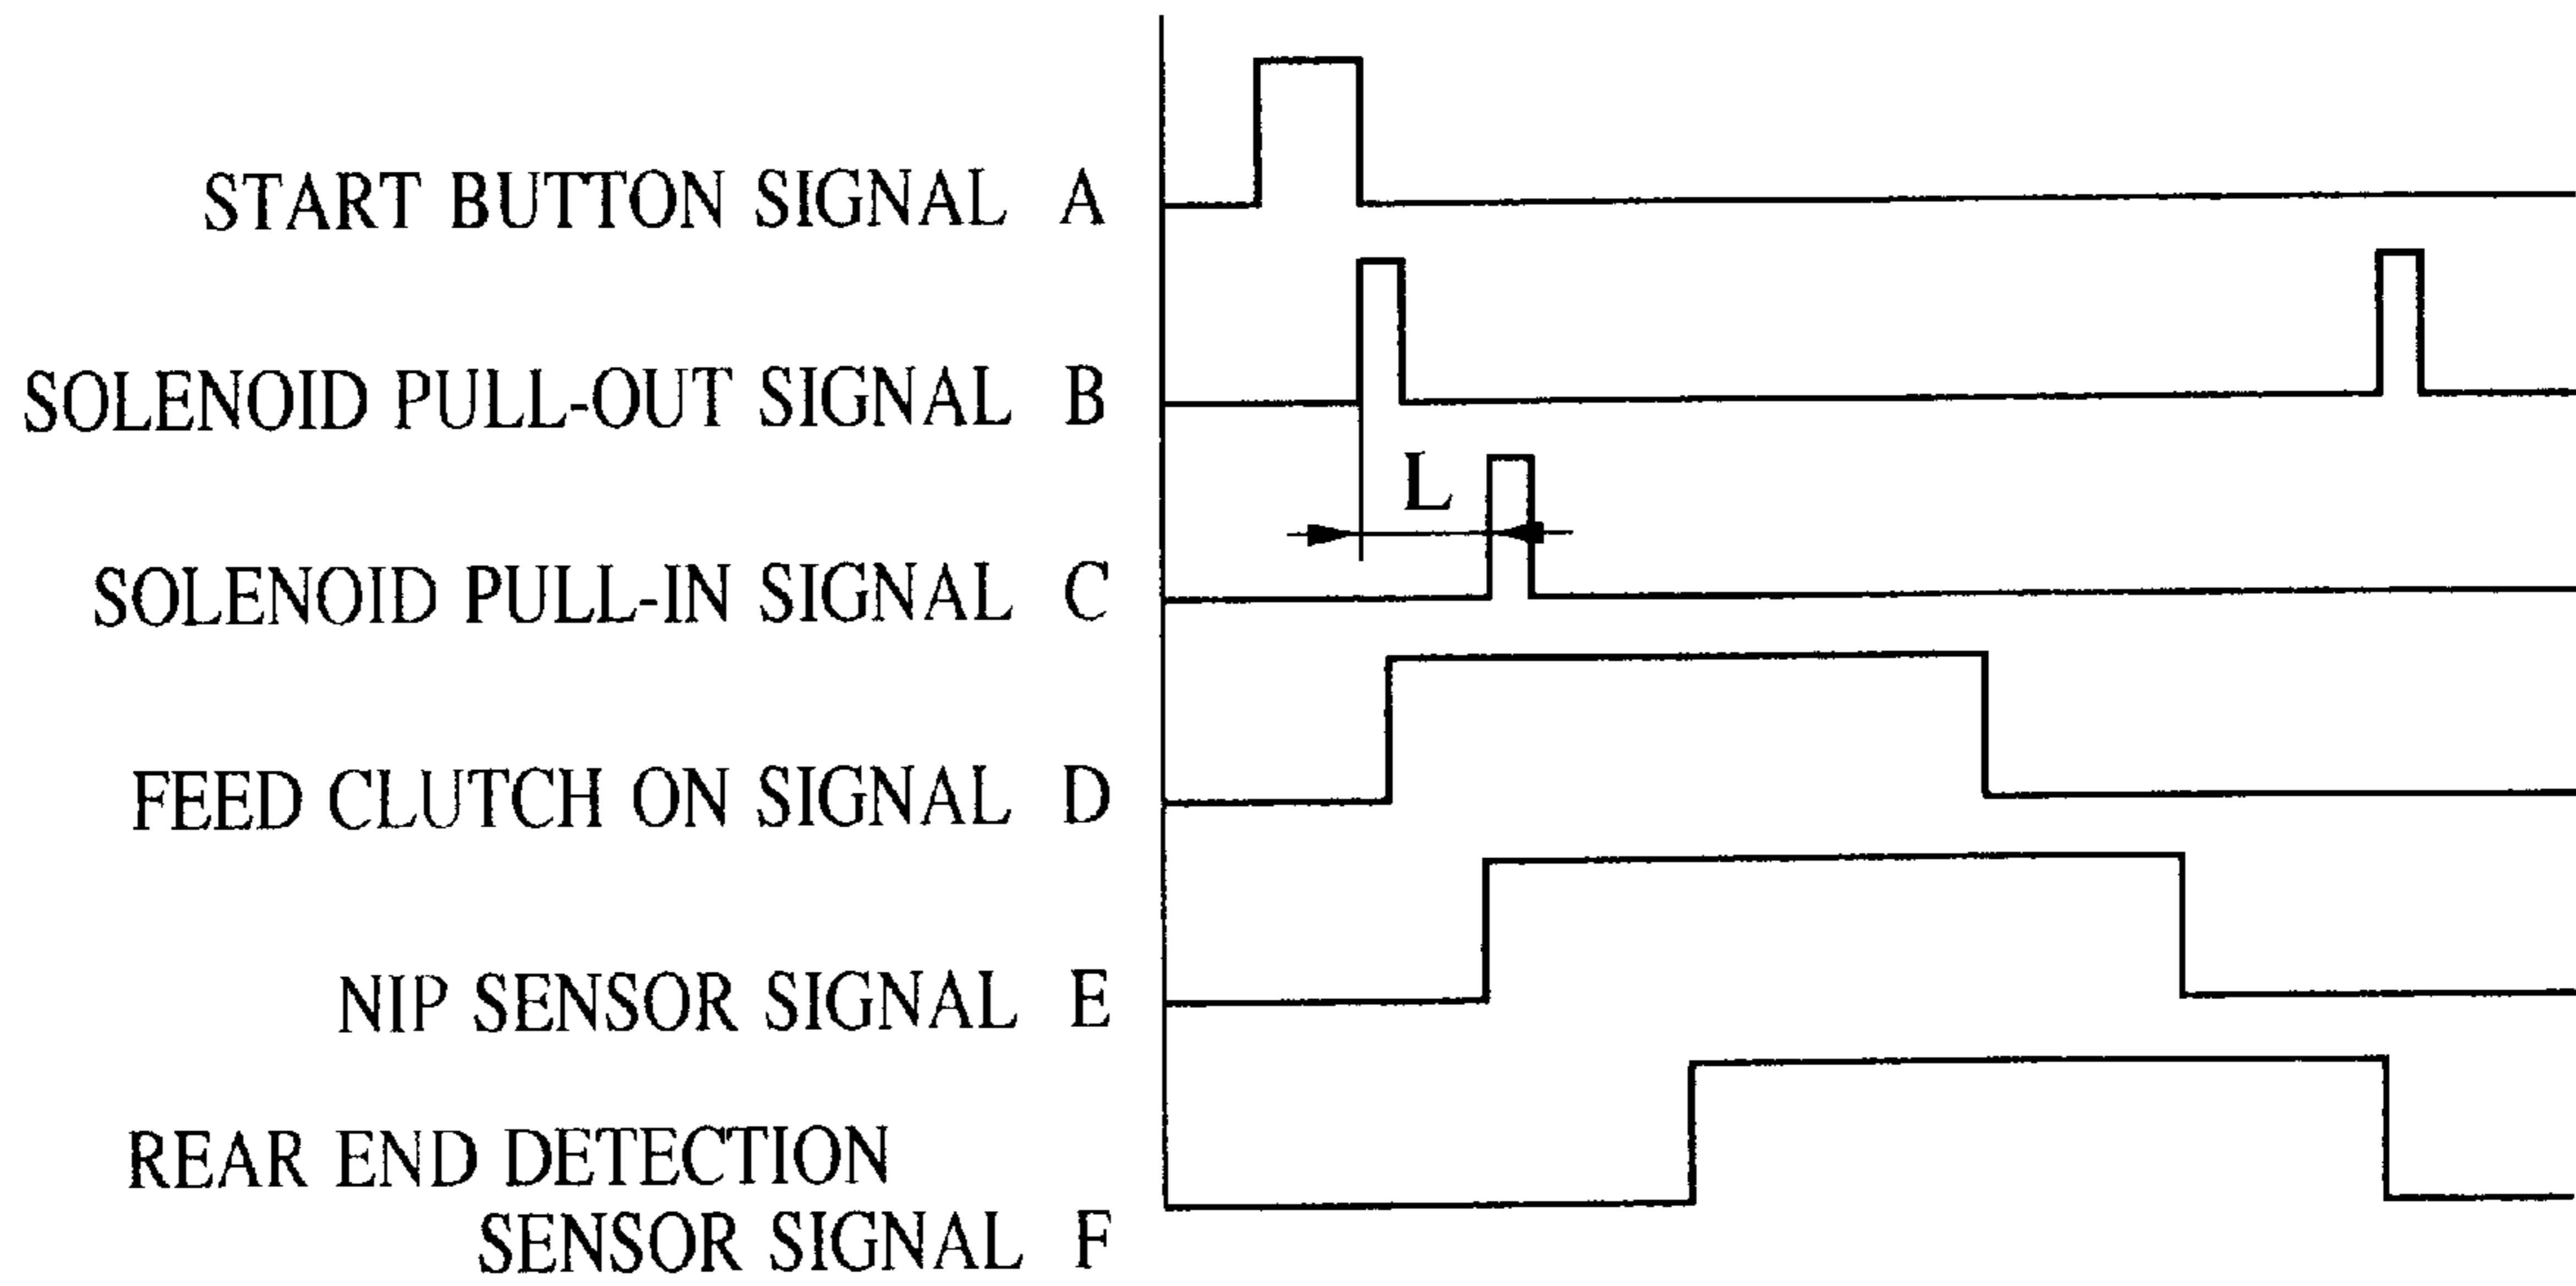 START BUTTON SIGNAL A
SOLENOID PULL-OUT SIGNAL B
L
SOLENOID PULL-IN SIGNAL C
FEED CLUTCH ON SIGNAL D
NIP SENSOR SIGNAL E
REAR END DETECTION
SENSOR SIGNAL F